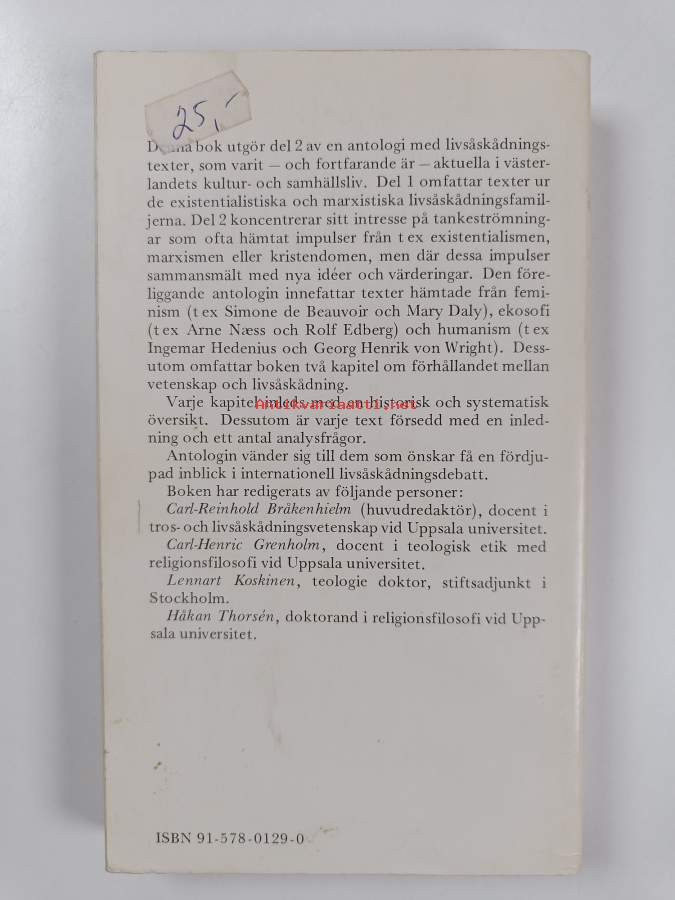 25,-
Denna bok utgör del 2 av en antologi med livsåskådnings-
texter, som varit – och fortfarande är – aktuella i väster-
landets kultur- och samhällsliv. Del 1 omfattar texter ur
de existentialistiska och marxistiska livsåskådningsfamil-
jerna. Del 2 koncentrerar sitt intresse på tankeströmning-
ar som ofta hämtat impulser från t ex existentialismen,
marxismen eller kristendomen, men där dessa impulser
sammansmält med nya idéer och värderingar. Den före-
liggande antologin innefattar texter hämtade från femi-
nism (t ex Simone de Beauvoir och Mary Daly), ekosofi
(t ex Arne Næss och Rolf Edberg) och humanism (t ex
Ingemar Hedenius och Georg Henrik von Wright). Dess-
utom omfattar boken två kapitel om förhållandet mellan
vetenskap och livsåskådning.
Varje kapitel inleds med en historisk och systematisk
Antikvariaatti.net
översikt. Dessutom är varje text försedd med en inled-
ning och ett antal analysfrågor.
Antologin vänder sig till dem som önskar få en fördju-
pad inblick i internationell livsåskådningsdebatt.
Boken har redigerats av följande personer:
Carl-Reinhold Bråkenhielm (huvudredaktör), docent i
tros- och livsåskådningsvetenskap vid Uppsala universitet.
Carl-Henric Grenholm, docent i teologisk etik med
religionsfilosofi vid Uppsala universitet.
Lennart Koskinen, teologie doktor, stiftsadjunkt i
Stockholm.
Håkan Thorsén, doktorand i religionsfilosofi vid Upp-
sala universitet.
ISBN 91-578-0129-0